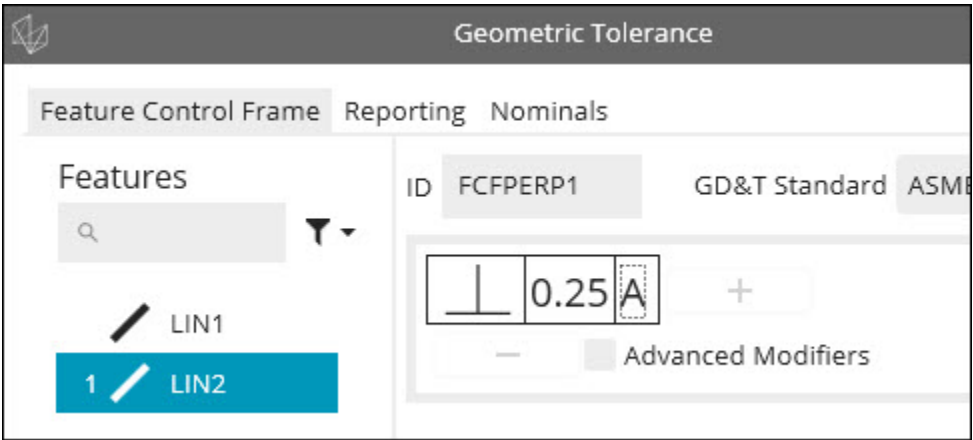 Geometric Tolerance
Feature Control Frame Reporting Nominals
Features
ID FCFPERP1 GD&T Standard ASME
0.25 A +
LIN1
— Advanced Modifiers
1 LIN2